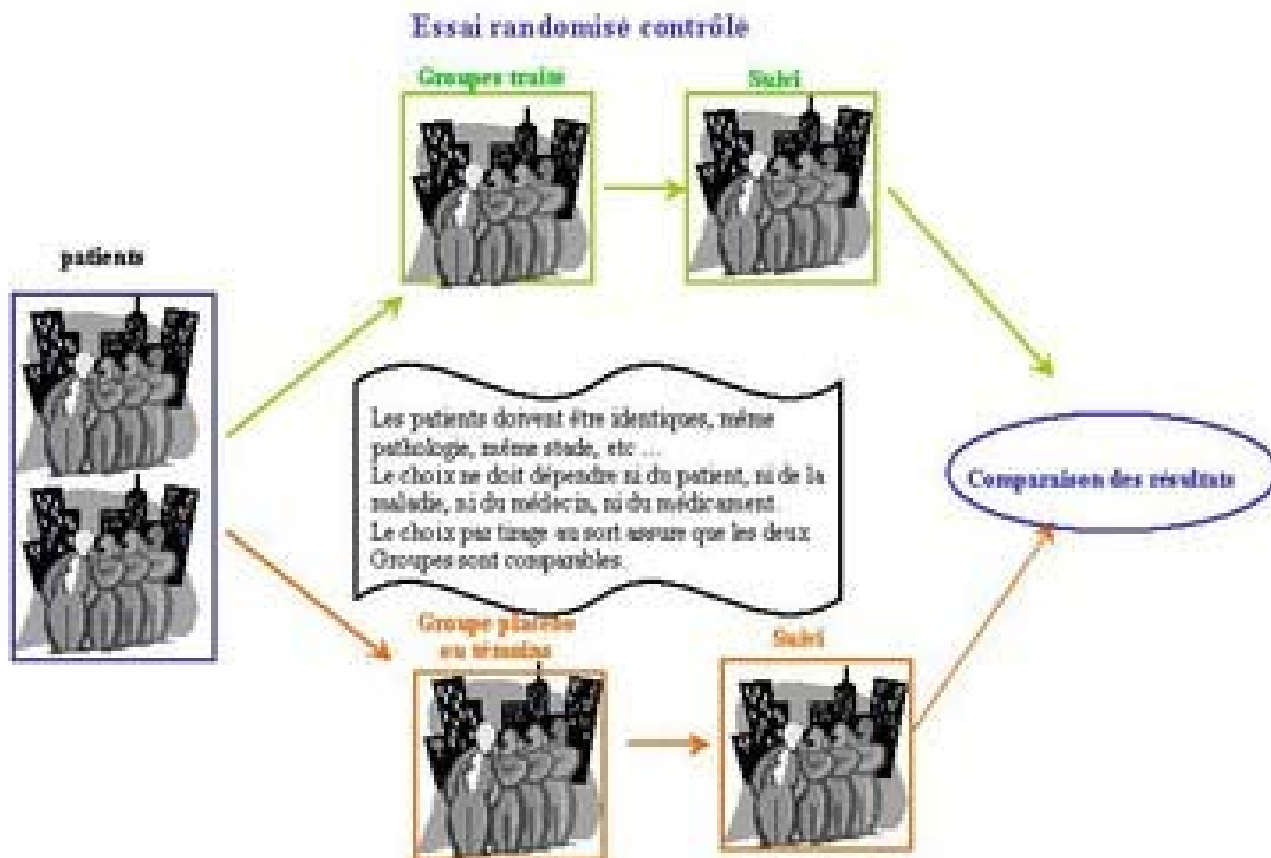 Essai randomisé contrôlé
Groupes traité
Suivi
patients
Les patients doivent être identiques, même
pathologie, même stade, etc ...
Le choix ne doit dépendre ni du patient, ni de la
maladie, ni du médecin, ni du médicament.
Le choix par tirage au sort assure que les deux
Groupes sont comparables.
Groupe placebo
ou témoins
Suivi
Comparaison des résultats